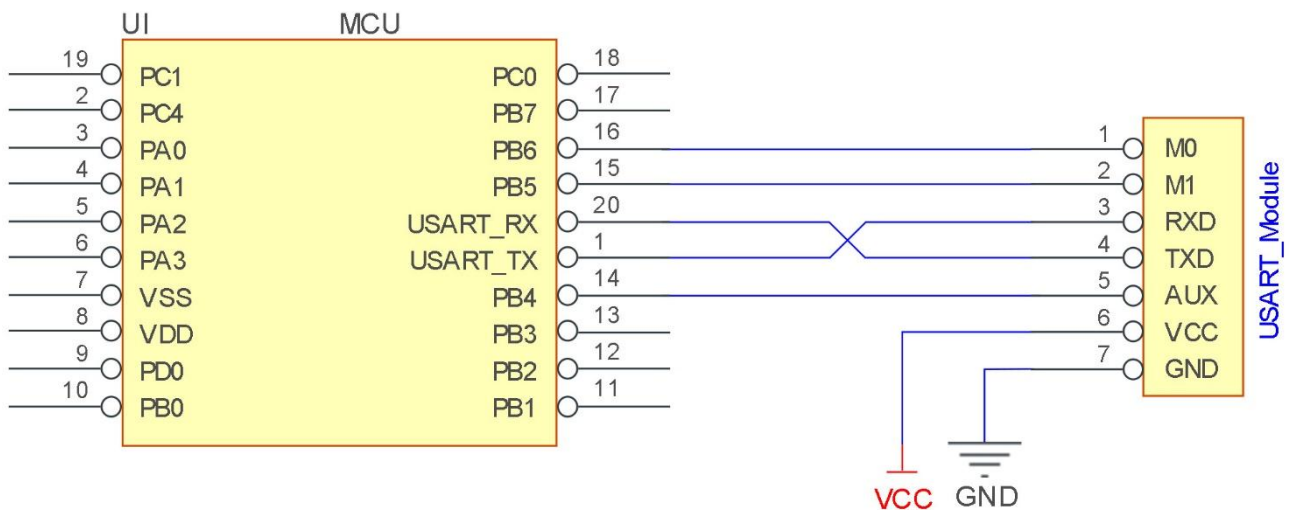 UI MCU
19 PC1 PC0 18
2 PC4 PB7 17
3 PA0 PB6 16 1 M0
4 PA1 PB5 15 2 M1
5 PA2 USART_RX 20 3 RXD
6 PA3 USART_TX 1 4 TXD
7 VSS PB4 14 5 AUX
8 VDD PB3 13 6 VCC
9 PD0 PB2 12 7 GND
10 PB0 PB1 11
USART_Module
VCC GND